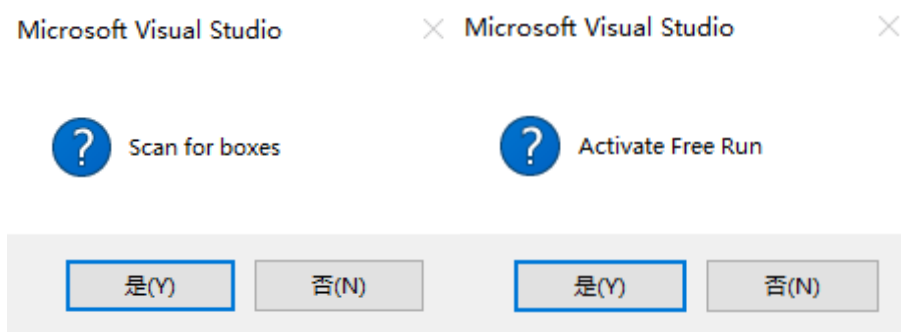 Microsoft Visual Studio
Scan for boxes
是(Y) 否(N)
Microsoft Visual Studio
Activate Free Run
是(Y) 否(N)